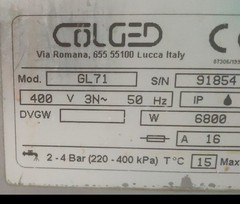 COLGED
Via Romana, 655 55100 Lucca Italy
Mod. GL71 S/N 91854
400 V 3N~ 50 Hz IP
DVGW W 6800
A 16
2 - 4 Bar (220 - 400 kPa) T°C 15 Max